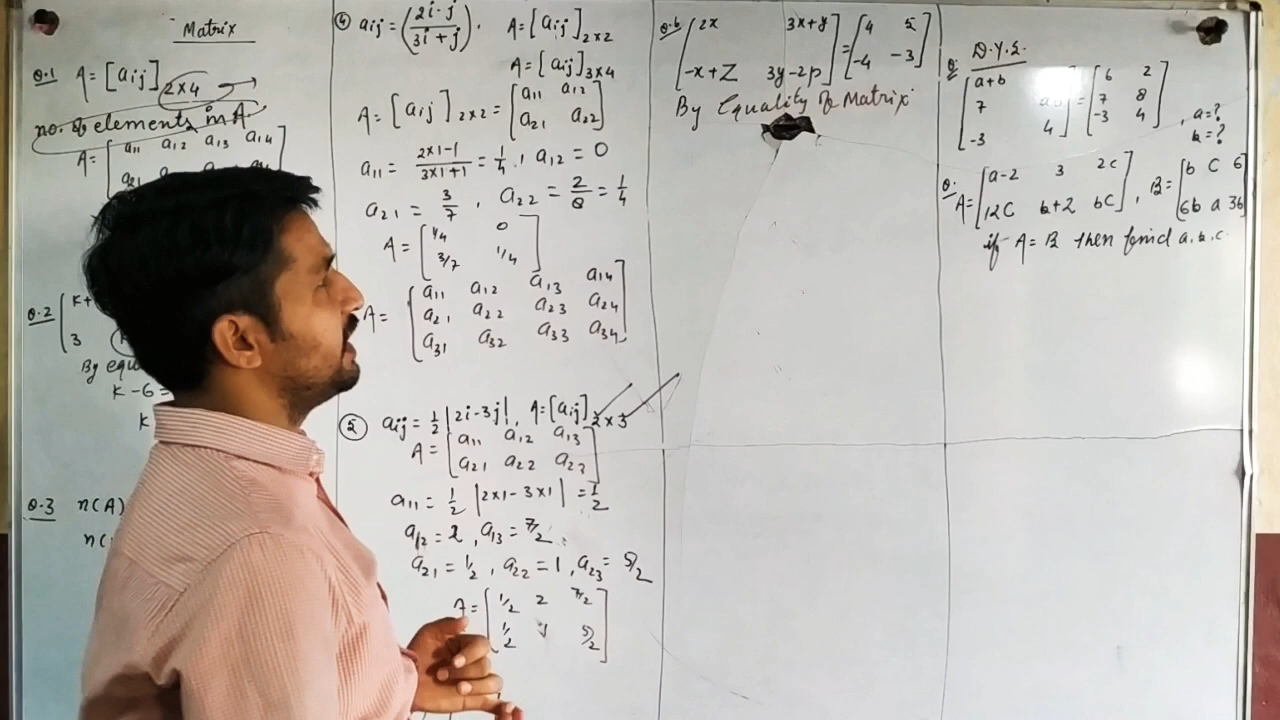 Matrix
Q.1 A = [aij] 2×4
no. of elements in A
A = [ a11 a12 a13 a14
a21
Q.2 [ k+
3
By equ
k - 6 =
k
Q.3 n(A)
n(
④ aij = (2i-j / 3i+j). A = [aij] 2×2
A = [aij] 3×4
A = [aij] 2×2 = [ a11 a12
a21 a22 ]
a11 = 2×1-1 / 3×1+1 = 1/4, a12 = 0
a21 = 3/7, a22 = 2/8 = 1/4
A = [ 1/4 0
3/7 1/4 ]
A = [ a11 a12 a13 a14
a21 a22 a23 a24
a31 a32 a33 a34 ]
⑤ aij = 1/2 |2i-3j|, A = [aij] 2×3
A = [ a11 a12 a13
a21 a22 a23 ]
a11 = 1/2 |2×1-3×1| = 1/2
a12 = 2, a13 = 7/2
a21 = 1/2, a22 = 1, a23 = 5/2
A = [ 1/2 2 7/2
1/2 1 5/2 ]
Q.6 [ 2x 3x+y
-x+Z 3y-2p ] = [ 4 5
-4 -3 ]
By Equality of Matrix
D.Y.S.
Q. [ a+b
7
-3 4 ] = [ 6 2
7 8
-3 4 ], a=?
b=?
Q. A = [ a-2 3 2c
12C b+2 bC ], B = [ b C 6
6b a 36
if A = B then find a.b.c.